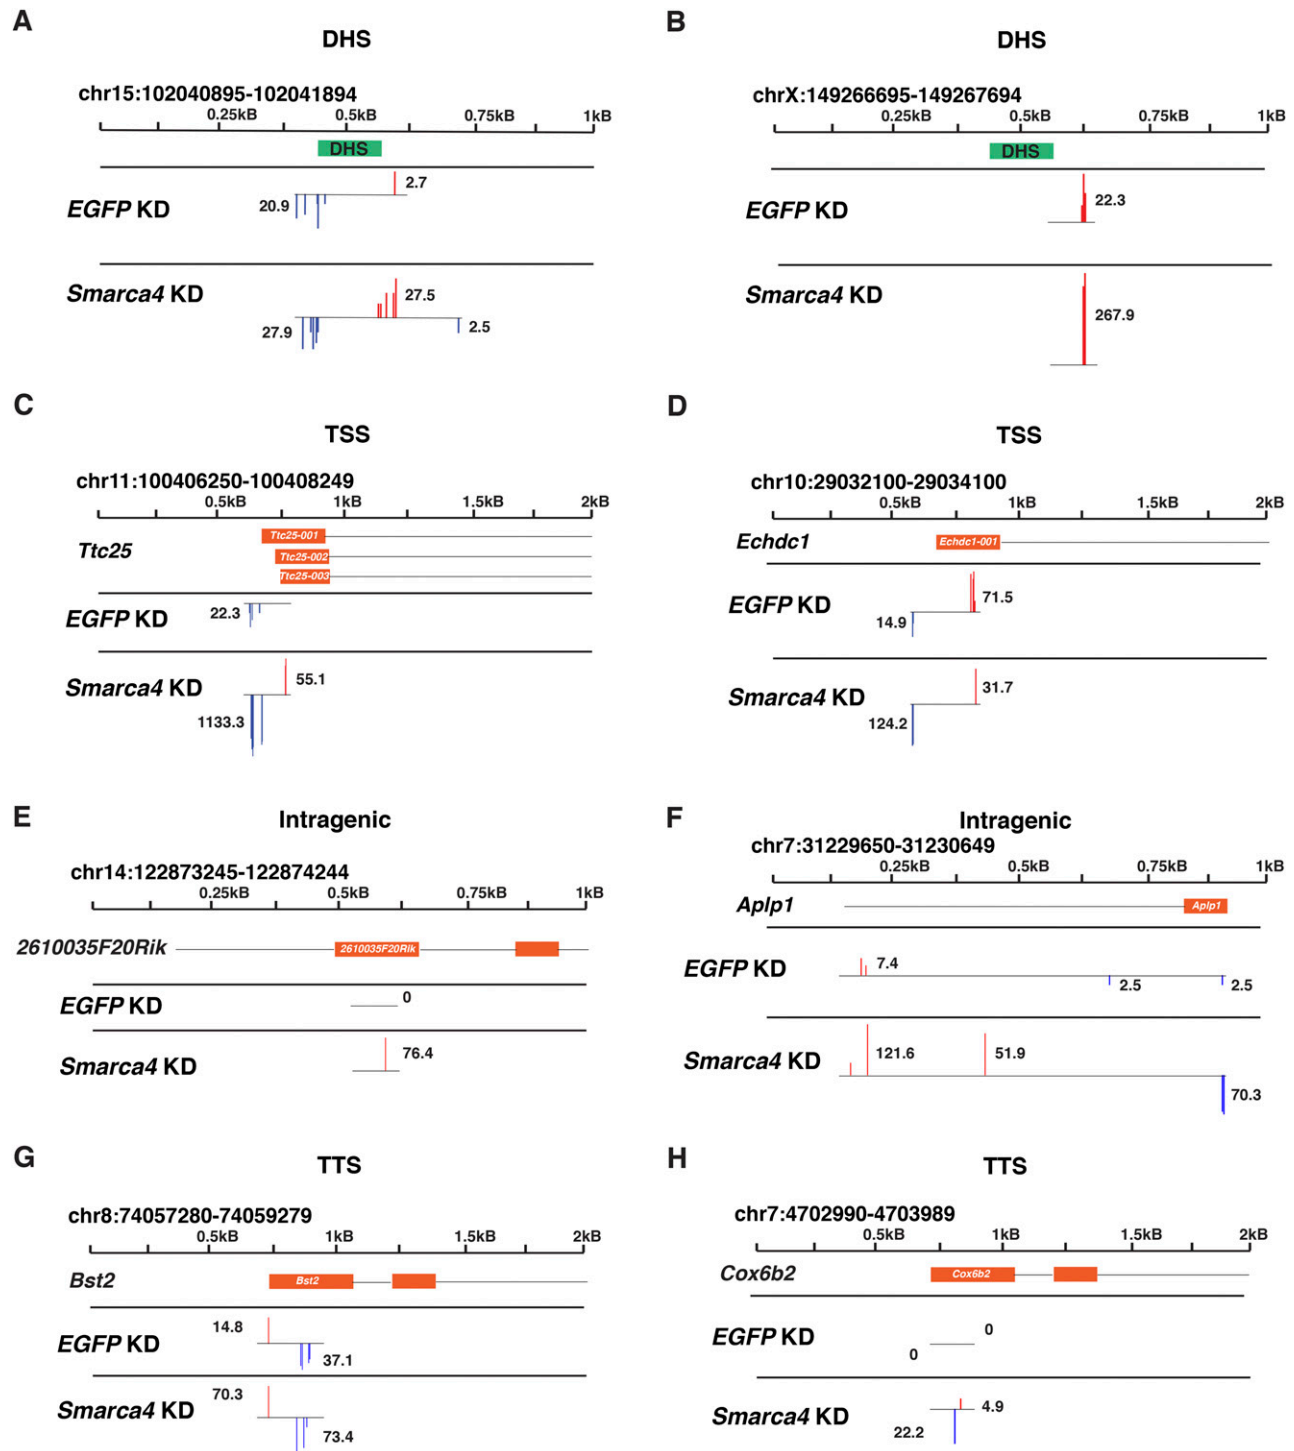 A
DHS
chr15:102040895-102041894
0.25kB 0.5kB 0.75kB 1kB
DHS
EGFP KD
20.9
2.7
Smarca4 KD
27.5
27.9
2.5
B
DHS
chrX:149266695-149267694
0.25kB 0.5kB 0.75kB 1kB
DHS
EGFP KD
22.3
Smarca4 KD
267.9
C
TSS
chr11:100406250-100408249
0.5kB 1kB 1.5kB 2kB
Ttc25
Ttc25-001
Ttc25-002
Ttc25-003
EGFP KD
22.3
Smarca4 KD
55.1
1133.3
D
TSS
chr10:29032100-29034100
0.5kB 1kB 1.5kB 2kB
Echdc1
Echdc1-001
EGFP KD
71.5
14.9
Smarca4 KD
31.7
124.2
E
Intragenic
chr14:122873245-122874244
0.25kB 0.5kB 0.75kB 1kB
2610035F20Rik
2610035F20Rik
EGFP KD
0
Smarca4 KD
76.4
F
Intragenic
chr7:31229650-31230649
0.25kB 0.5kB 0.75kB 1kB
Aplp1
Aplp1
EGFP KD
7.4
2.5
2.5
Smarca4 KD
121.6
51.9
70.3
G
TTS
chr8:74057280-74059279
0.5kB 1kB 1.5kB 2kB
Bst2
Bst2
EGFP KD
14.8
37.1
Smarca4 KD
70.3
73.4
H
TTS
chr7:4702990-4703989
0.5kB 1kB 1.5kB 2kB
Cox6b2
Cox6b2
EGFP KD
0
0
Smarca4 KD
4.9
22.2